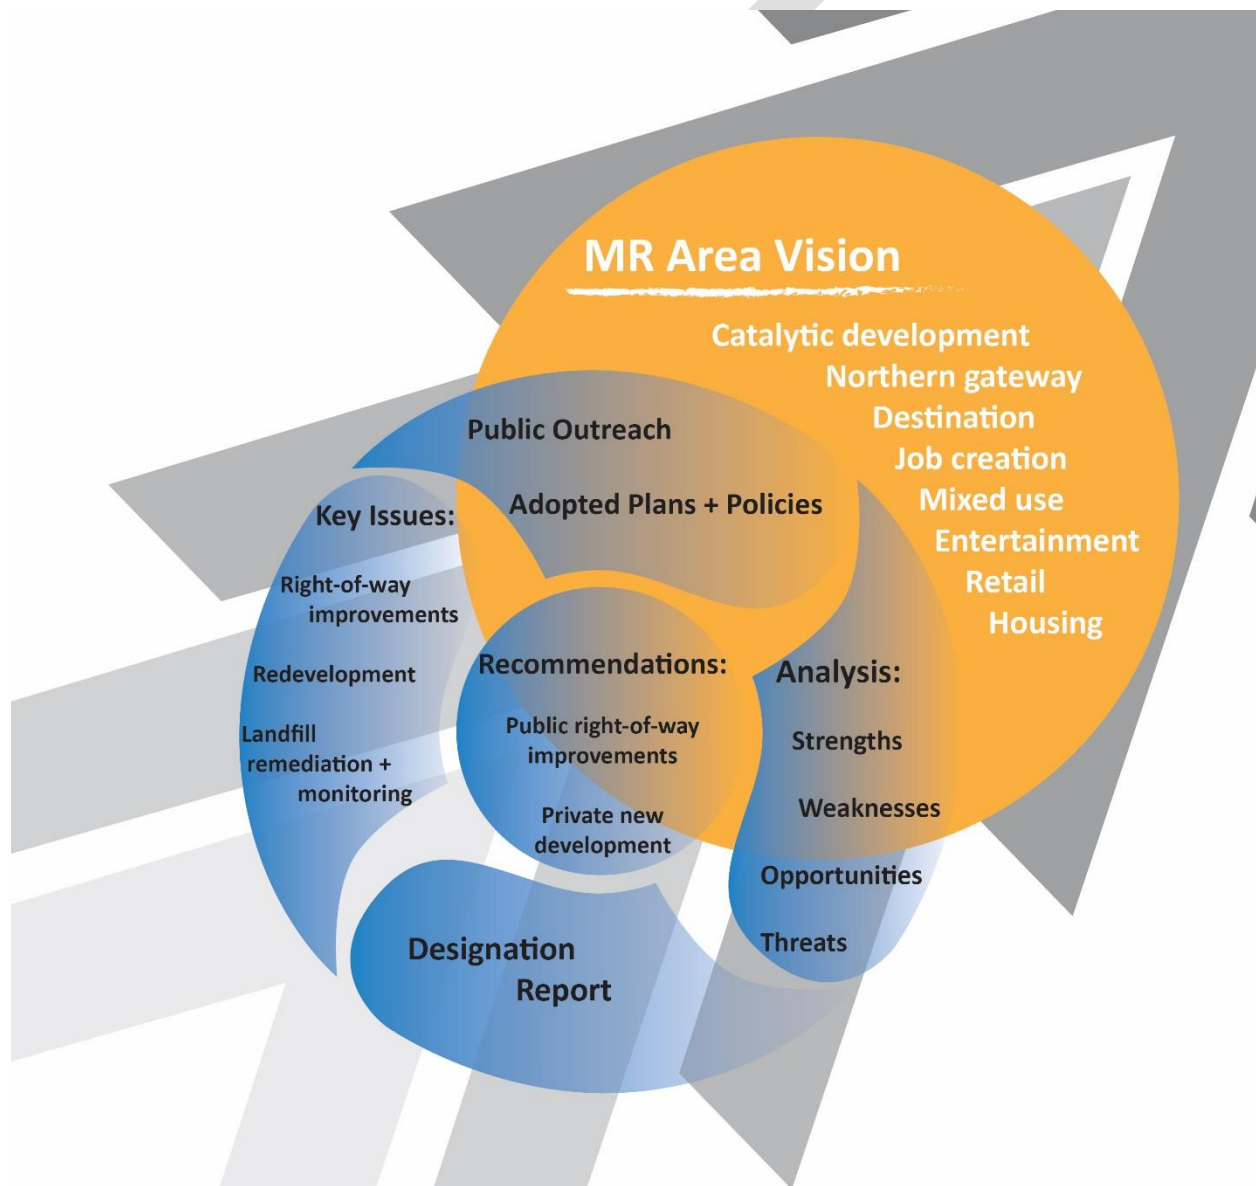 MR Area Vision
Catalytic development
Northern gateway
Destination
Job creation
Mixed use
Entertainment
Retail
Housing
Public Outreach
Adopted Plans + Policies
Key Issues:
Right-of-way
improvements
Redevelopment
Landfill
remediation +
monitoring
Recommendations:
Public right-of-way
improvements
Private new
development
Analysis:
Strengths
Weaknesses
Opportunities
Threats
Designation
Report